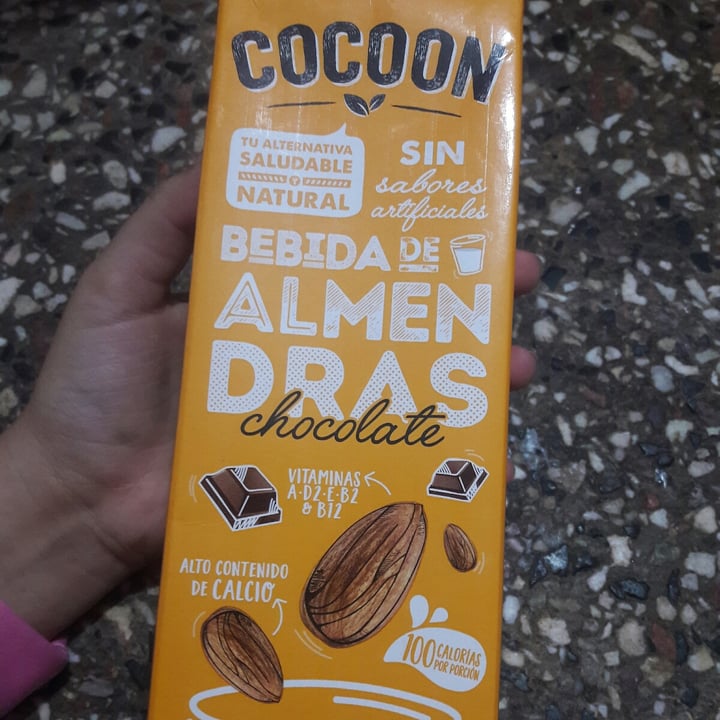 COCOON
TU ALTERNATIVA
SALUDABLE
Y
NATURAL
SIN
sabores
artificiales
BEBIDA DE
ALMEN
DRAS
chocolate
VITAMINAS
A·D2·E·B2
& B12
ALTO CONTENIDO
DE CALCIO
100 CALORÍAS
POR PORCIÓN